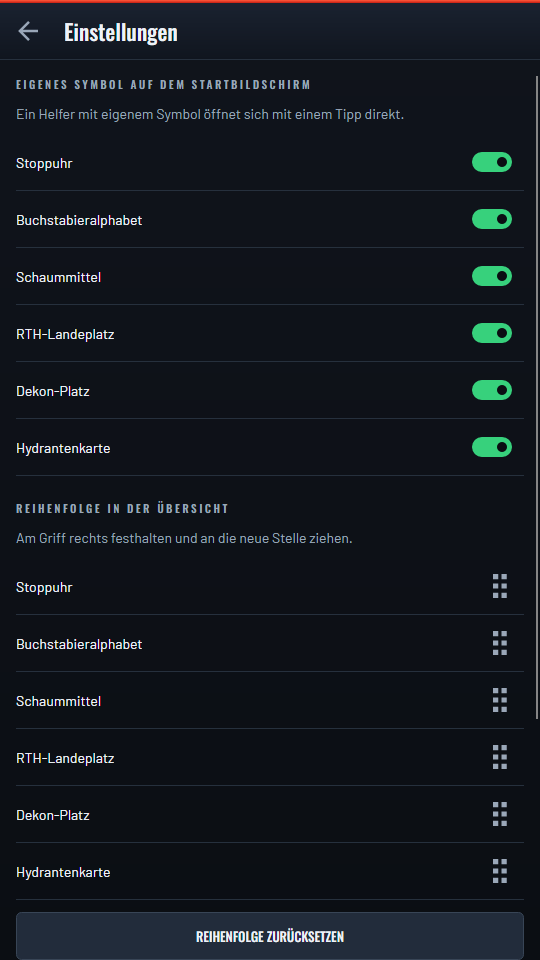 Einstellungen
EIGENES SYMBOL AUF DEM STARTBILDSCHIRM
Ein Helfer mit eigenem Symbol öffnet sich mit einem Tipp direkt.
Stoppuhr
Buchstabieralphabet
Schaummittel
RTH-Landeplatz
Dekon-Platz
Hydrantenkarte
REIHENFOLGE IN DER ÜBERSICHT
Am Griff rechts festhalten und an die neue Stelle ziehen.
Stoppuhr
Buchstabieralphabet
Schaummittel
RTH-Landeplatz
Dekon-Platz
Hydrantenkarte
REIHENFOLGE ZURÜCKSETZEN